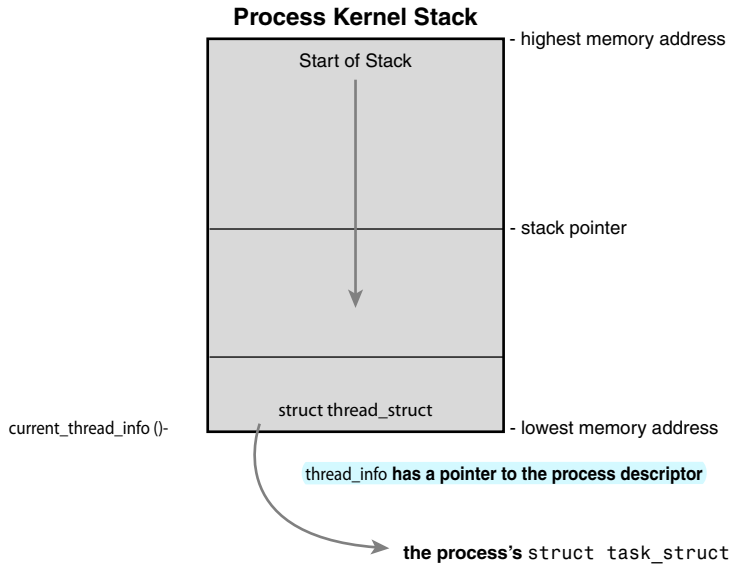 Process Kernel Stack
- highest memory address
Start of Stack
- stack pointer
struct thread_struct
current_thread_info ()-
- lowest memory address
thread_info has a pointer to the process descriptor
the process's struct task_struct